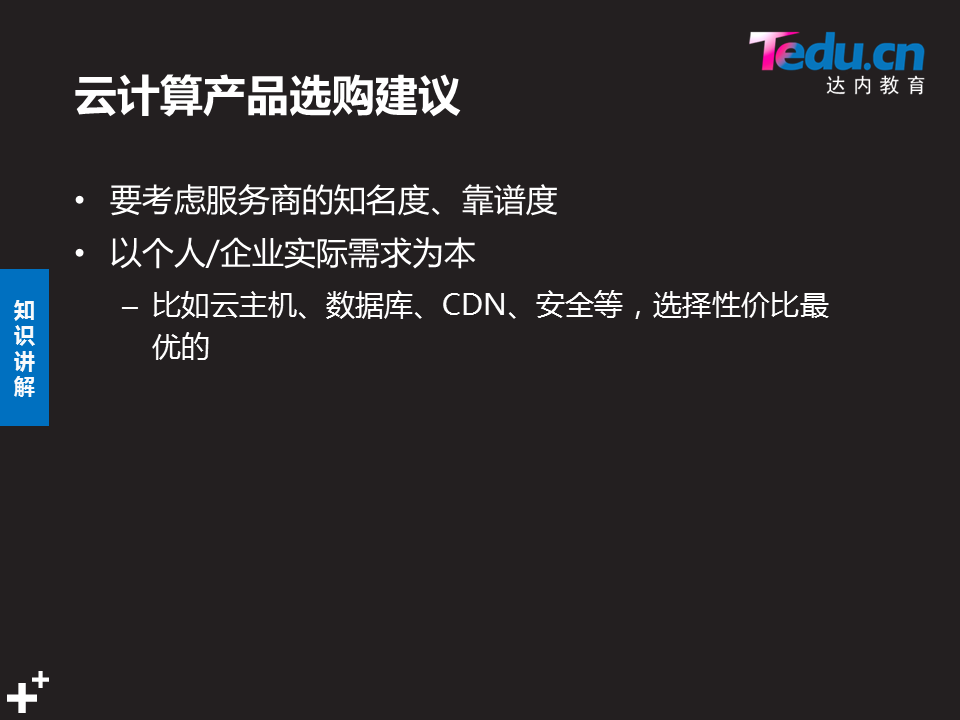 Tedu.cn
达内教育
云计算产品选购建议
• 要考虑服务商的知名度、靠谱度
• 以个人/企业实际需求为本
– 比如云主机、数据库、CDN、安全等，选择性价比最
优的
知
识
讲
解